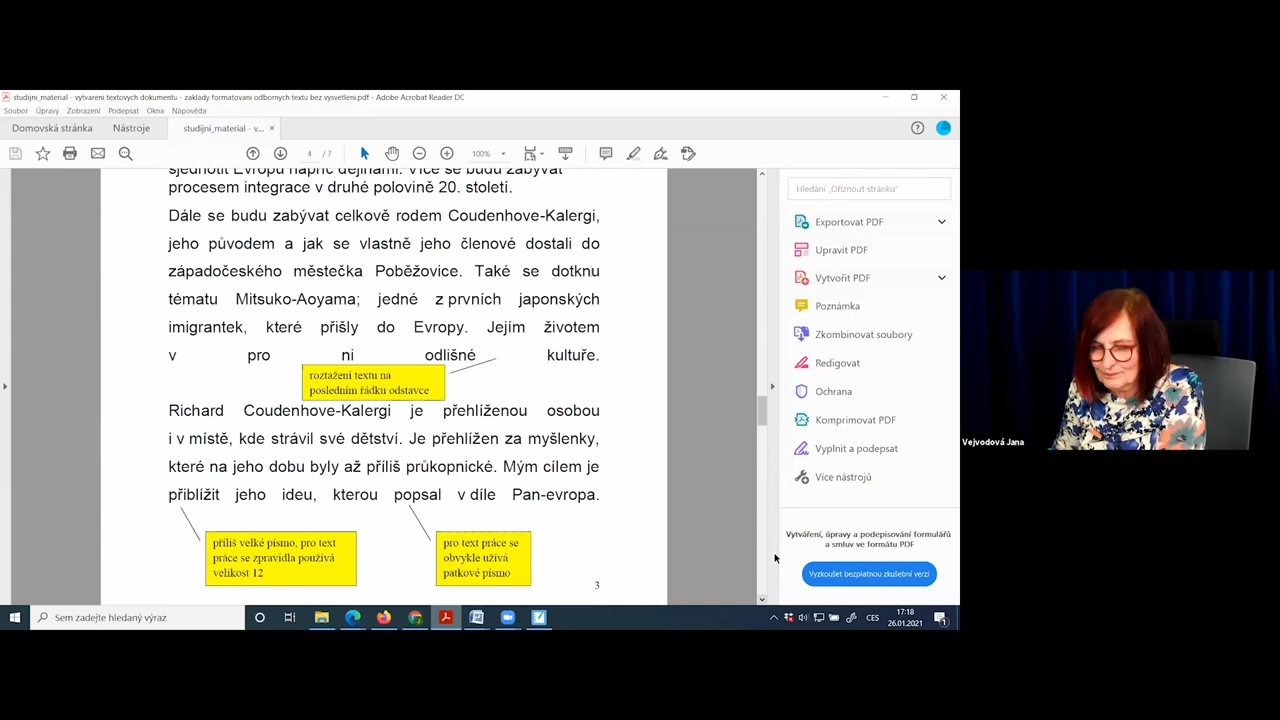 studijni_material - vytvareni textovych dokumentu - zaklady formatovani odbornych textu bez vysvetleni.pdf - Adobe Acrobat Reader DC
Soubor Úpravy Zobrazení Podepsat Okna Nápověda
Domovská stránka Nástroje studijni_material - v... ×
4 / 7 100%
sjednotit Evropu napříč dějinami. Více se budu zabývat
procesem integrace v druhé polovině 20. století.
Dále se budu zabývat celkově rodem Coudenhove-Kalergi,
jeho původem a jak se vlastně jeho členové dostali do
západočeského městečka Poběžovice. Také se dotknu
tématu Mitsuko-Aoyama; jedné z prvních japonských
imigrantek, které přišly do Evropy. Jejím životem
v pro ni odlišné kultuře.
roztažení textu na
posledním řádku odstavce
Richard Coudenhove-Kalergi je přehlíženou osobou
i v místě, kde strávil své dětství. Je přehlížen za myšlenky,
které na jeho dobu byly až příliš průkopnické. Mým cílem je
přiblížit jeho ideu, kterou popsal v díle Pan-evropa.
příliš velké písmo, pro text
práce se zpravidla používá
velikost 12
pro text práce se
obvykle užívá
patkové písmo
3
Hledání „Oříznout stránku“
Exportovat PDF
Upravit PDF
Vytvořit PDF
Poznámka
Zkombinovat soubory
Redigovat
Ochrana
Komprimovat PDF
Vyplnit a podepsat
Více nástrojů
Vytváření, úpravy a podepisování formulářů
a smluv ve formátu PDF
Vyzkoušet bezplatnou zkušební verzi
Sem zadejte hledaný výraz
CES
17:18
26.01.2021
1
Vejvodová Jana